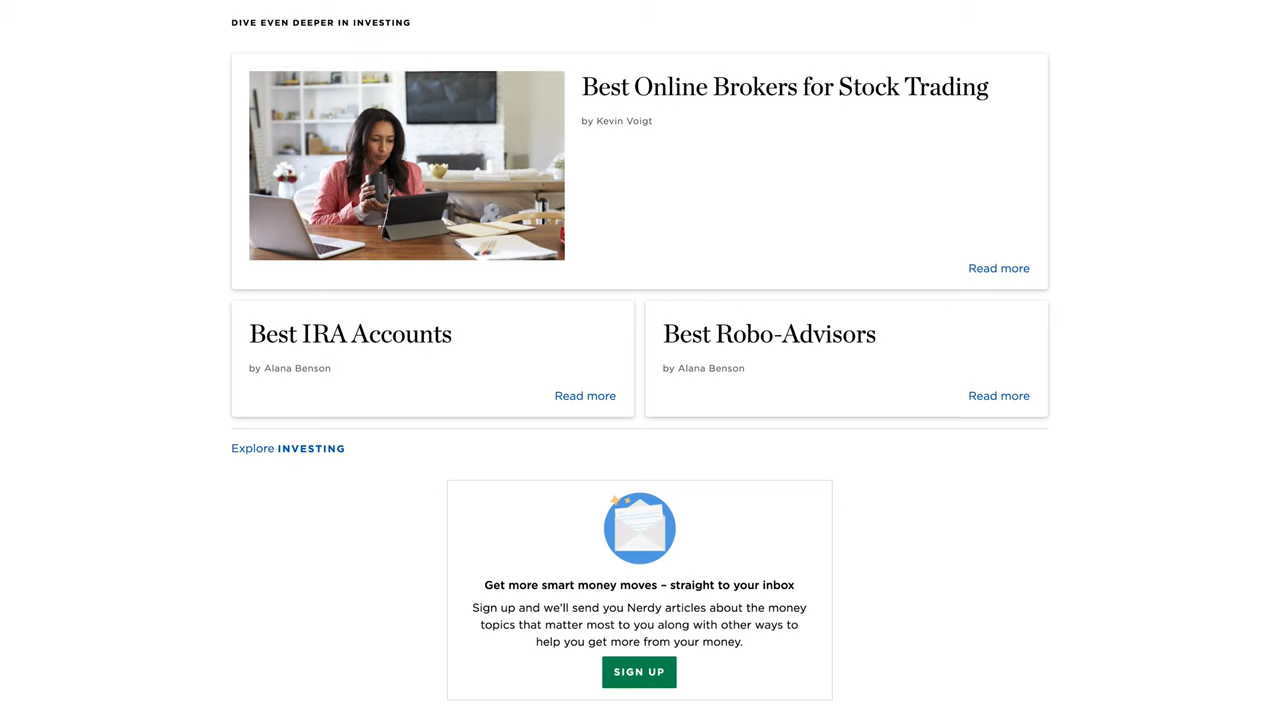 DIVE EVEN DEEPER IN INVESTING
Best Online Brokers for Stock Trading
by Kevin Voigt
Read more
Best IRA Accounts
by Alana Benson
Read more
Best Robo-Advisors
by Alana Benson
Read more
Explore INVESTING
Get more smart money moves – straight to your inbox
Sign up and we’ll send you Nerdy articles about the money
topics that matter most to you along with other ways to
help you get more from your money.
SIGN UP